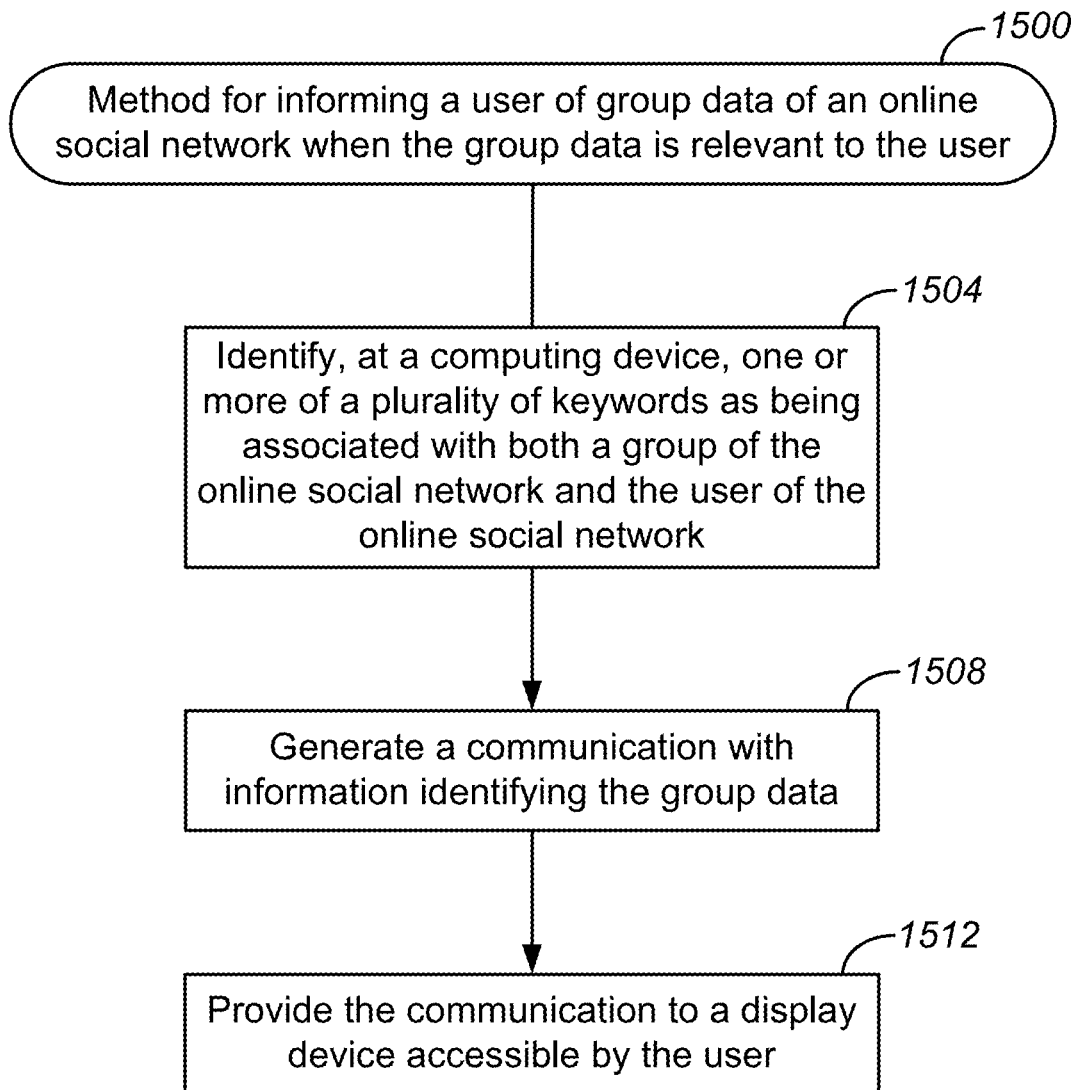 1500
Method for informing a user of group data of an online
social network when the group data is relevant to the user
1504
Identify, at a computing device, one or
more of a plurality of keywords as being
associated with both a group of the
online social network and the user of the
online social network
1508
Generate a communication with
information identifying the group data
1512
Provide the communication to a display
device accessible by the user